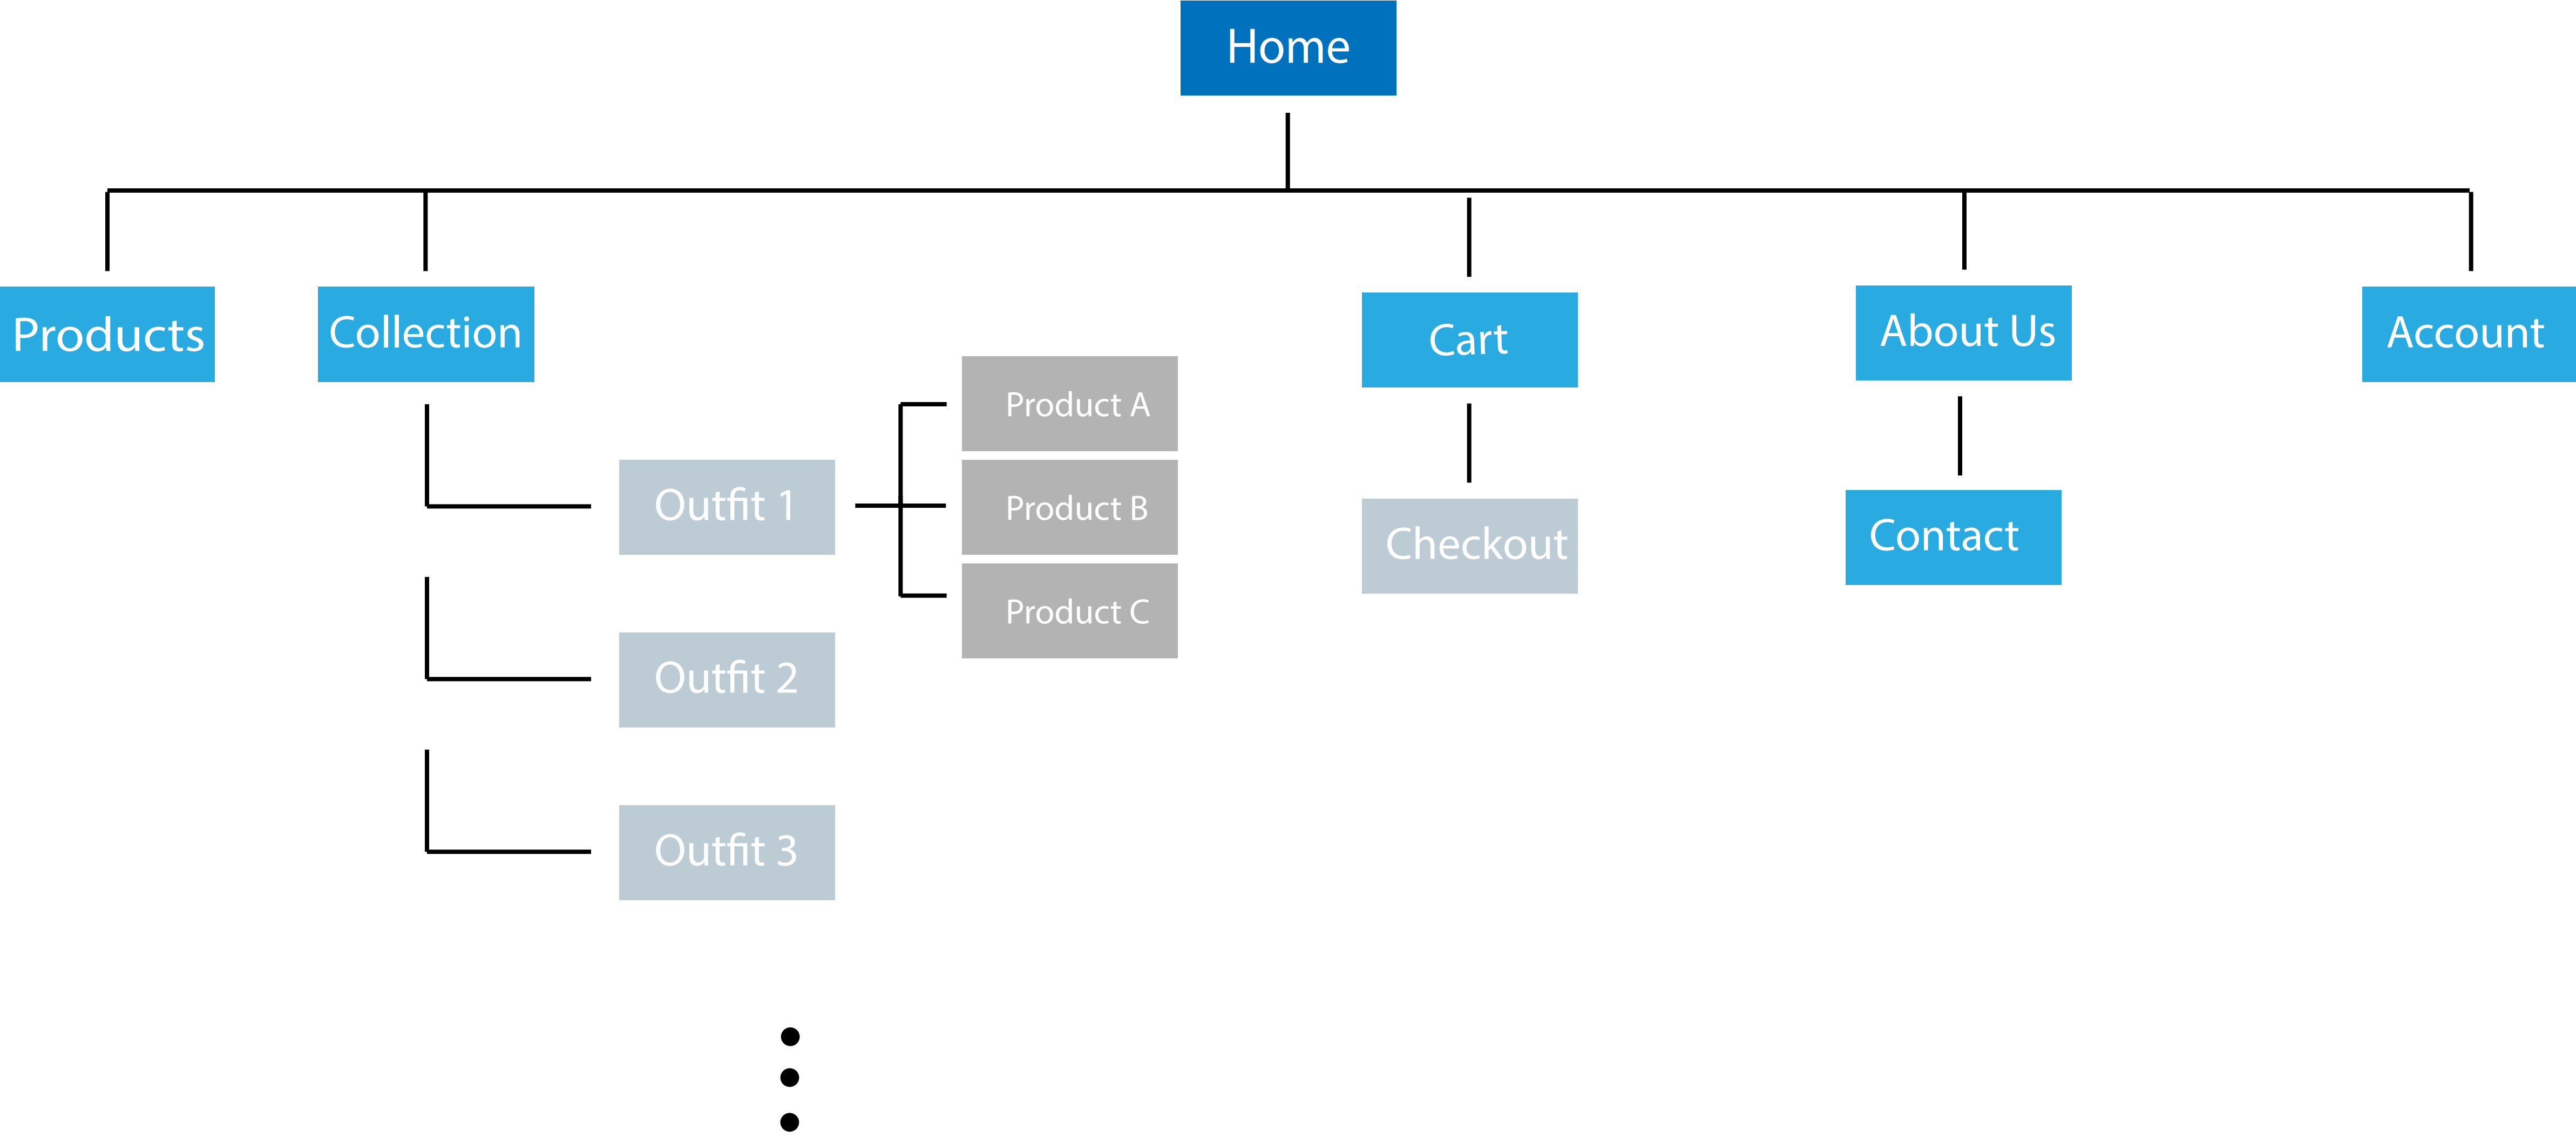 Home
Products
Collection
Cart
About Us
Account
Product A
Outfit 1
Product B
Product C
Checkout
Contact
Outfit 2
Outfit 3